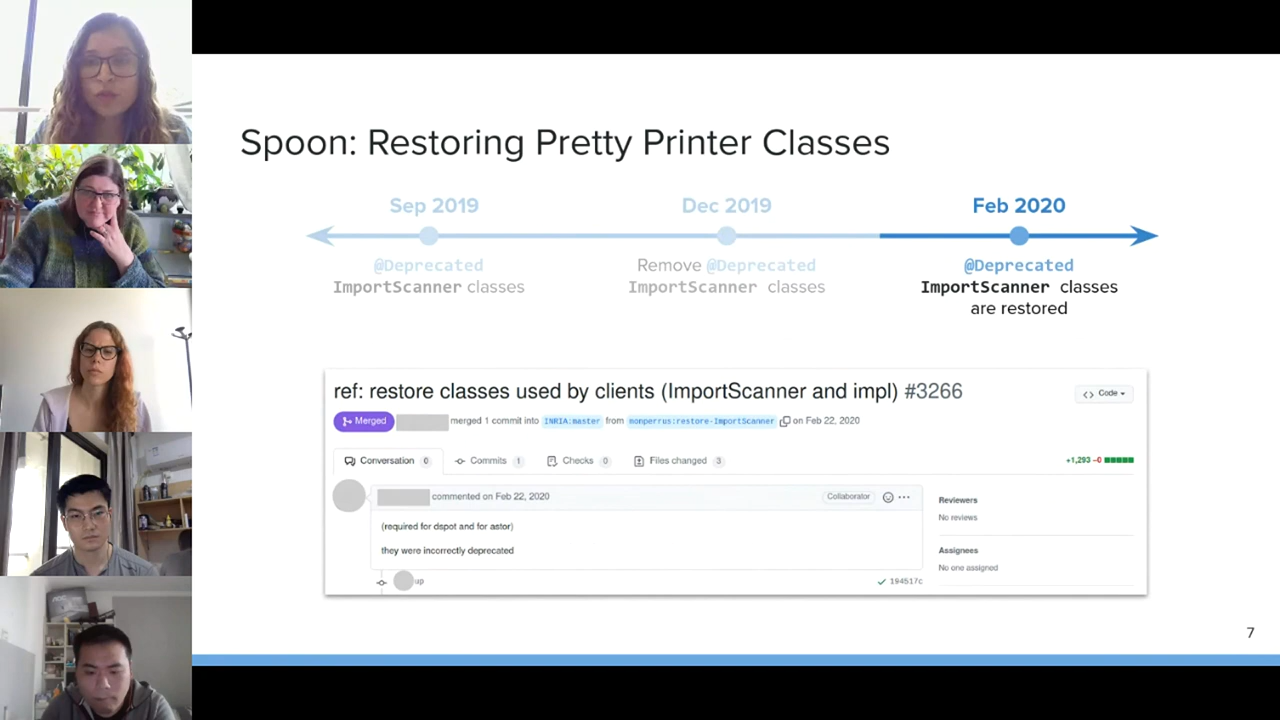 Spoon: Restoring Pretty Printer Classes
Sep 2019
Dec 2019
Feb 2020
@Deprecated
ImportScanner classes
Remove @Deprecated
ImportScanner classes
@Deprecated
ImportScanner classes
are restored
ref: restore classes used by clients (ImportScanner and impl) #3266
Code
Merged
merged 1 commit into INRIA:master from monperrus:restore-ImportScanner on Feb 22, 2020
Conversation 0
Commits 1
Checks 0
Files changed 3
+1,293 −0
commented on Feb 22, 2020
Collaborator
(required for dspot and for astor)
they were incorrectly deprecated
up
194517c
Reviewers
No reviews
Assignees
No one assigned
7